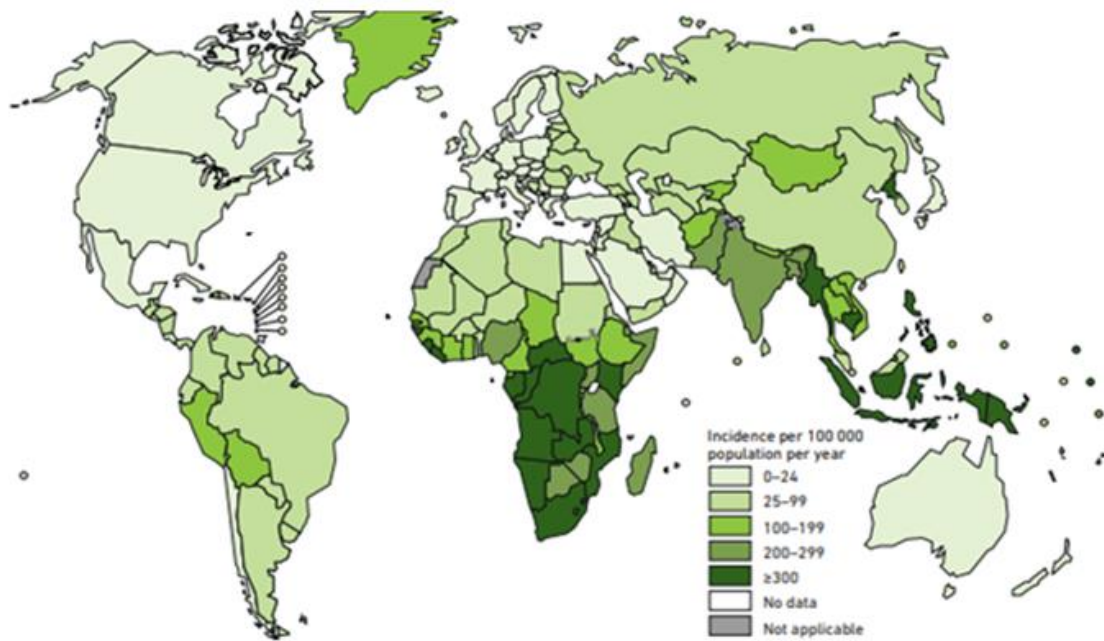 Incidence per 100 000
population per year
0–24
25–99
100–199
200–299
≥300
No data
Not applicable